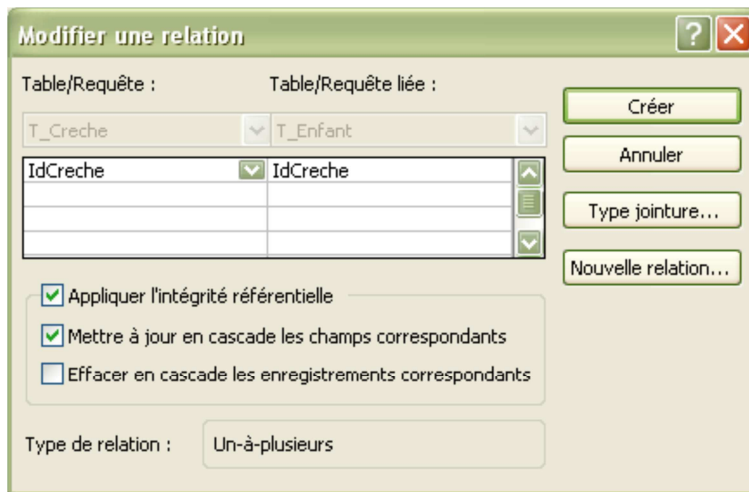 Modifier une relation
Table/Requête : Table/Requête liée :
T_Creche T_Enfant
IdCreche IdCreche
Créer
Annuler
Type jointure...
Nouvelle relation...
Appliquer l'intégrité référentielle
Mettre à jour en cascade les champs correspondants
Effacer en cascade les enregistrements correspondants
Type de relation : Un-à-plusieurs